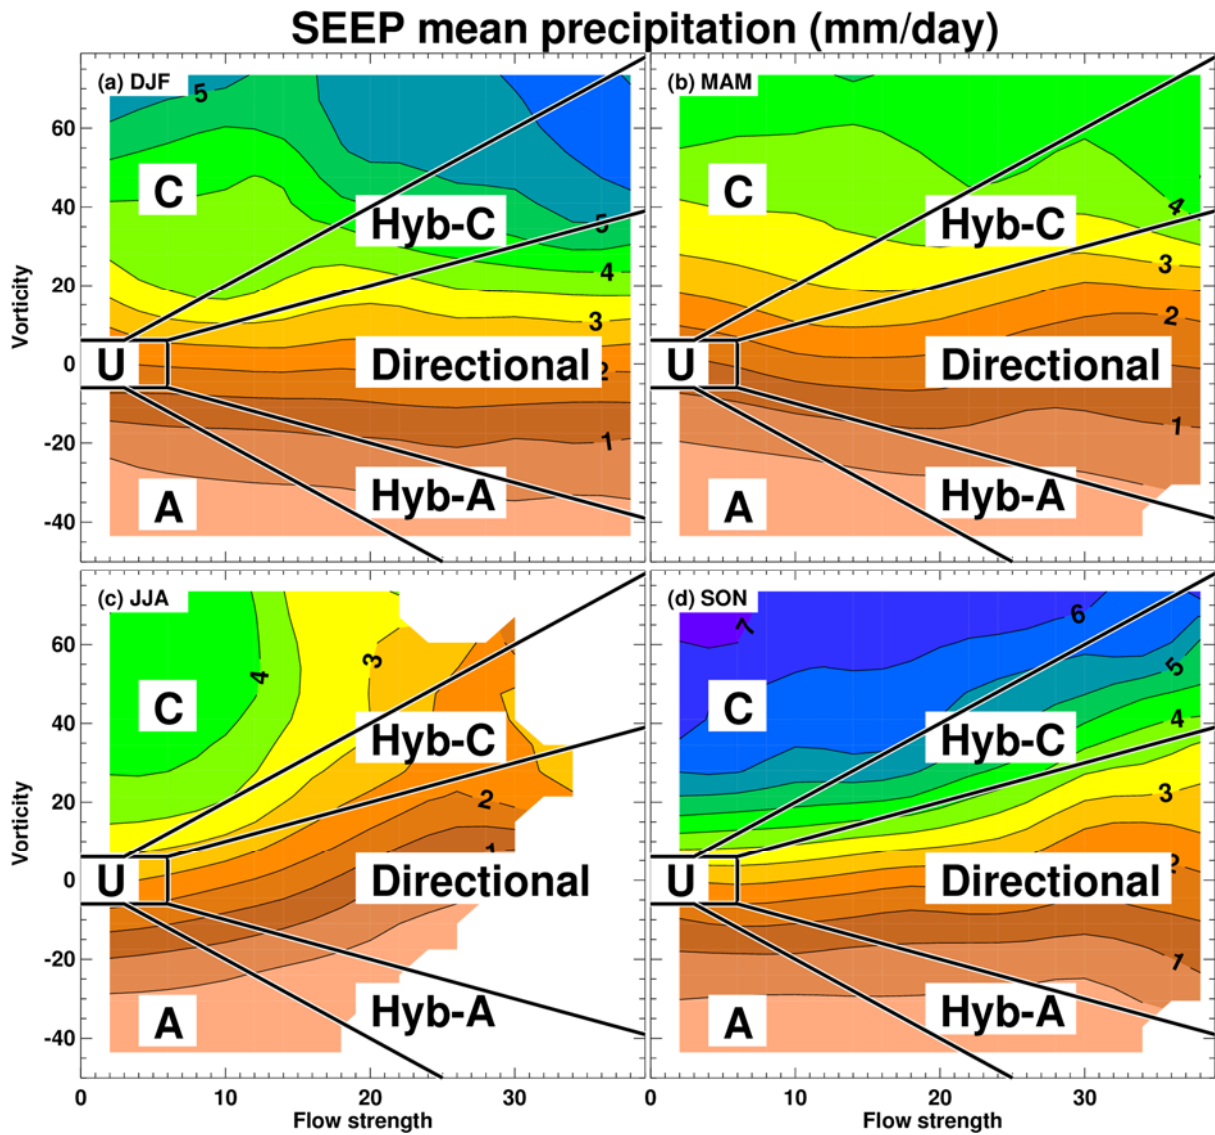 SEEP mean precipitation (mm/day)
(a) DJF
5
C
Hyb-C
5
4
3
U
Directional
2
1
A
Hyb-A
Vorticity
60
40
20
0
-20
-40
(b) MAM
C
Hyb-C
4
3
2
U
Directional
1
A
Hyb-A
(c) JJA
4
3
C
Hyb-C
2
1
U
Directional
A
Hyb-A
Vorticity
60
40
20
0
-20
-40
0 10 20 30
Flow strength
(d) SON
7
6
5
C
Hyb-C
4
3
2
U
Directional
1
A
Hyb-A
0 10 20 30
Flow strength